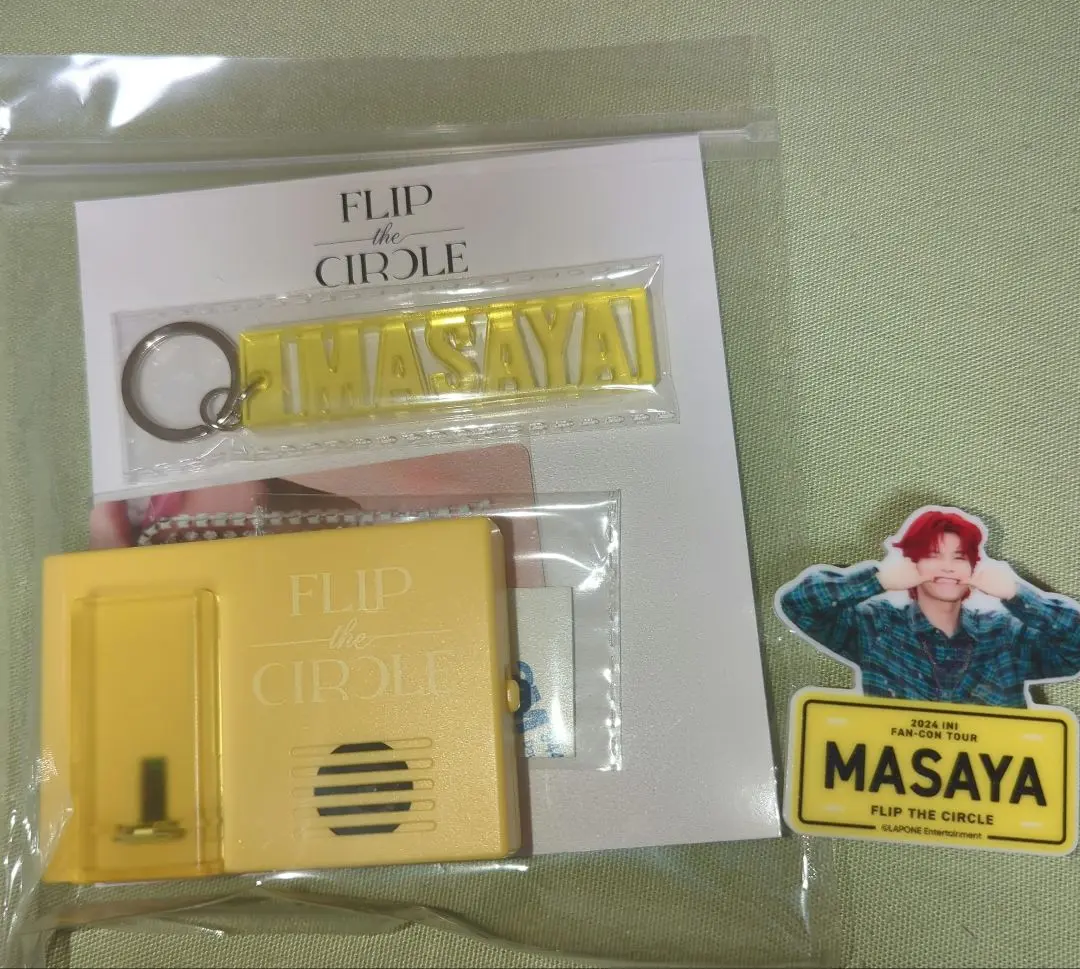 FLIP
the
CIRCLE
MASAYA
FLIP
the
CIRCLE
2024 INI
FAN-CON TOUR
MASAYA
FLIP THE CIRCLE
©LAPONE Entertainment